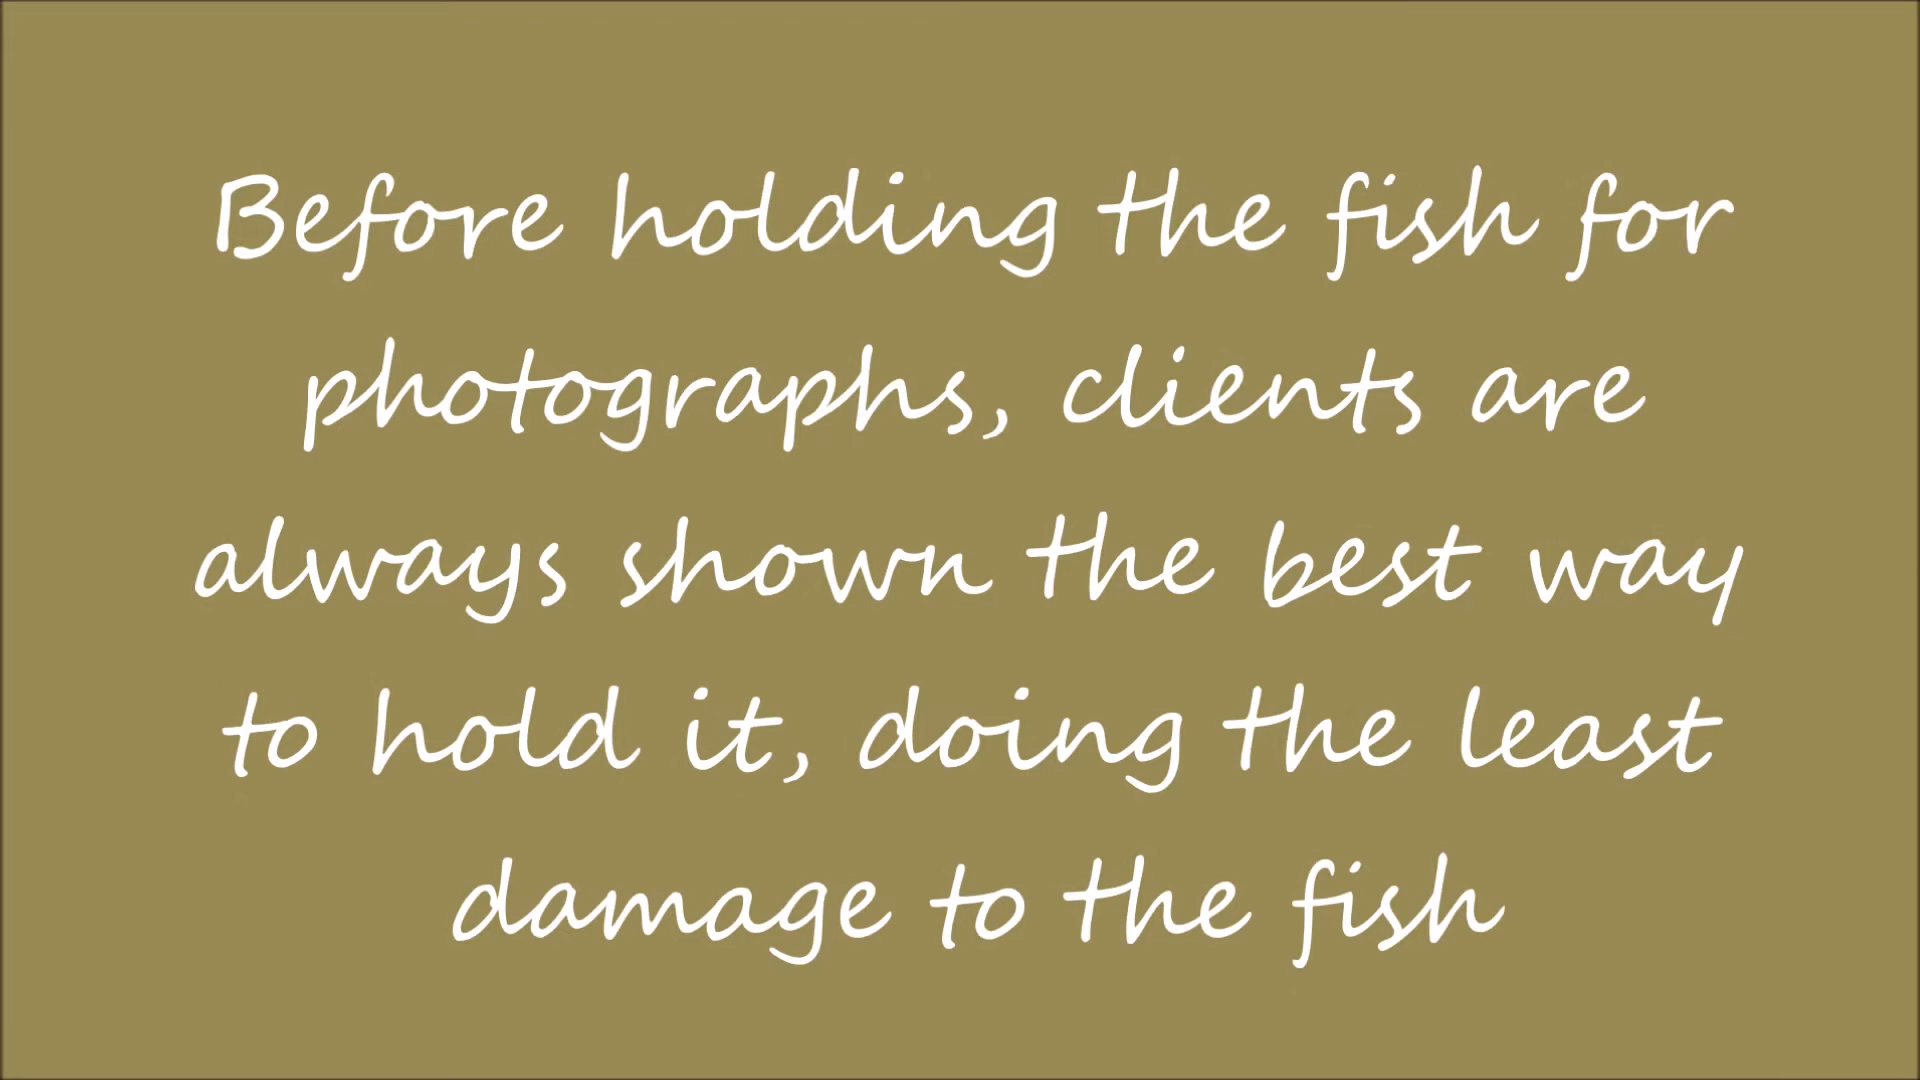 Before holding the fish for
photographs, clients are
always shown the best way
to hold it, doing the least
damage to the fish